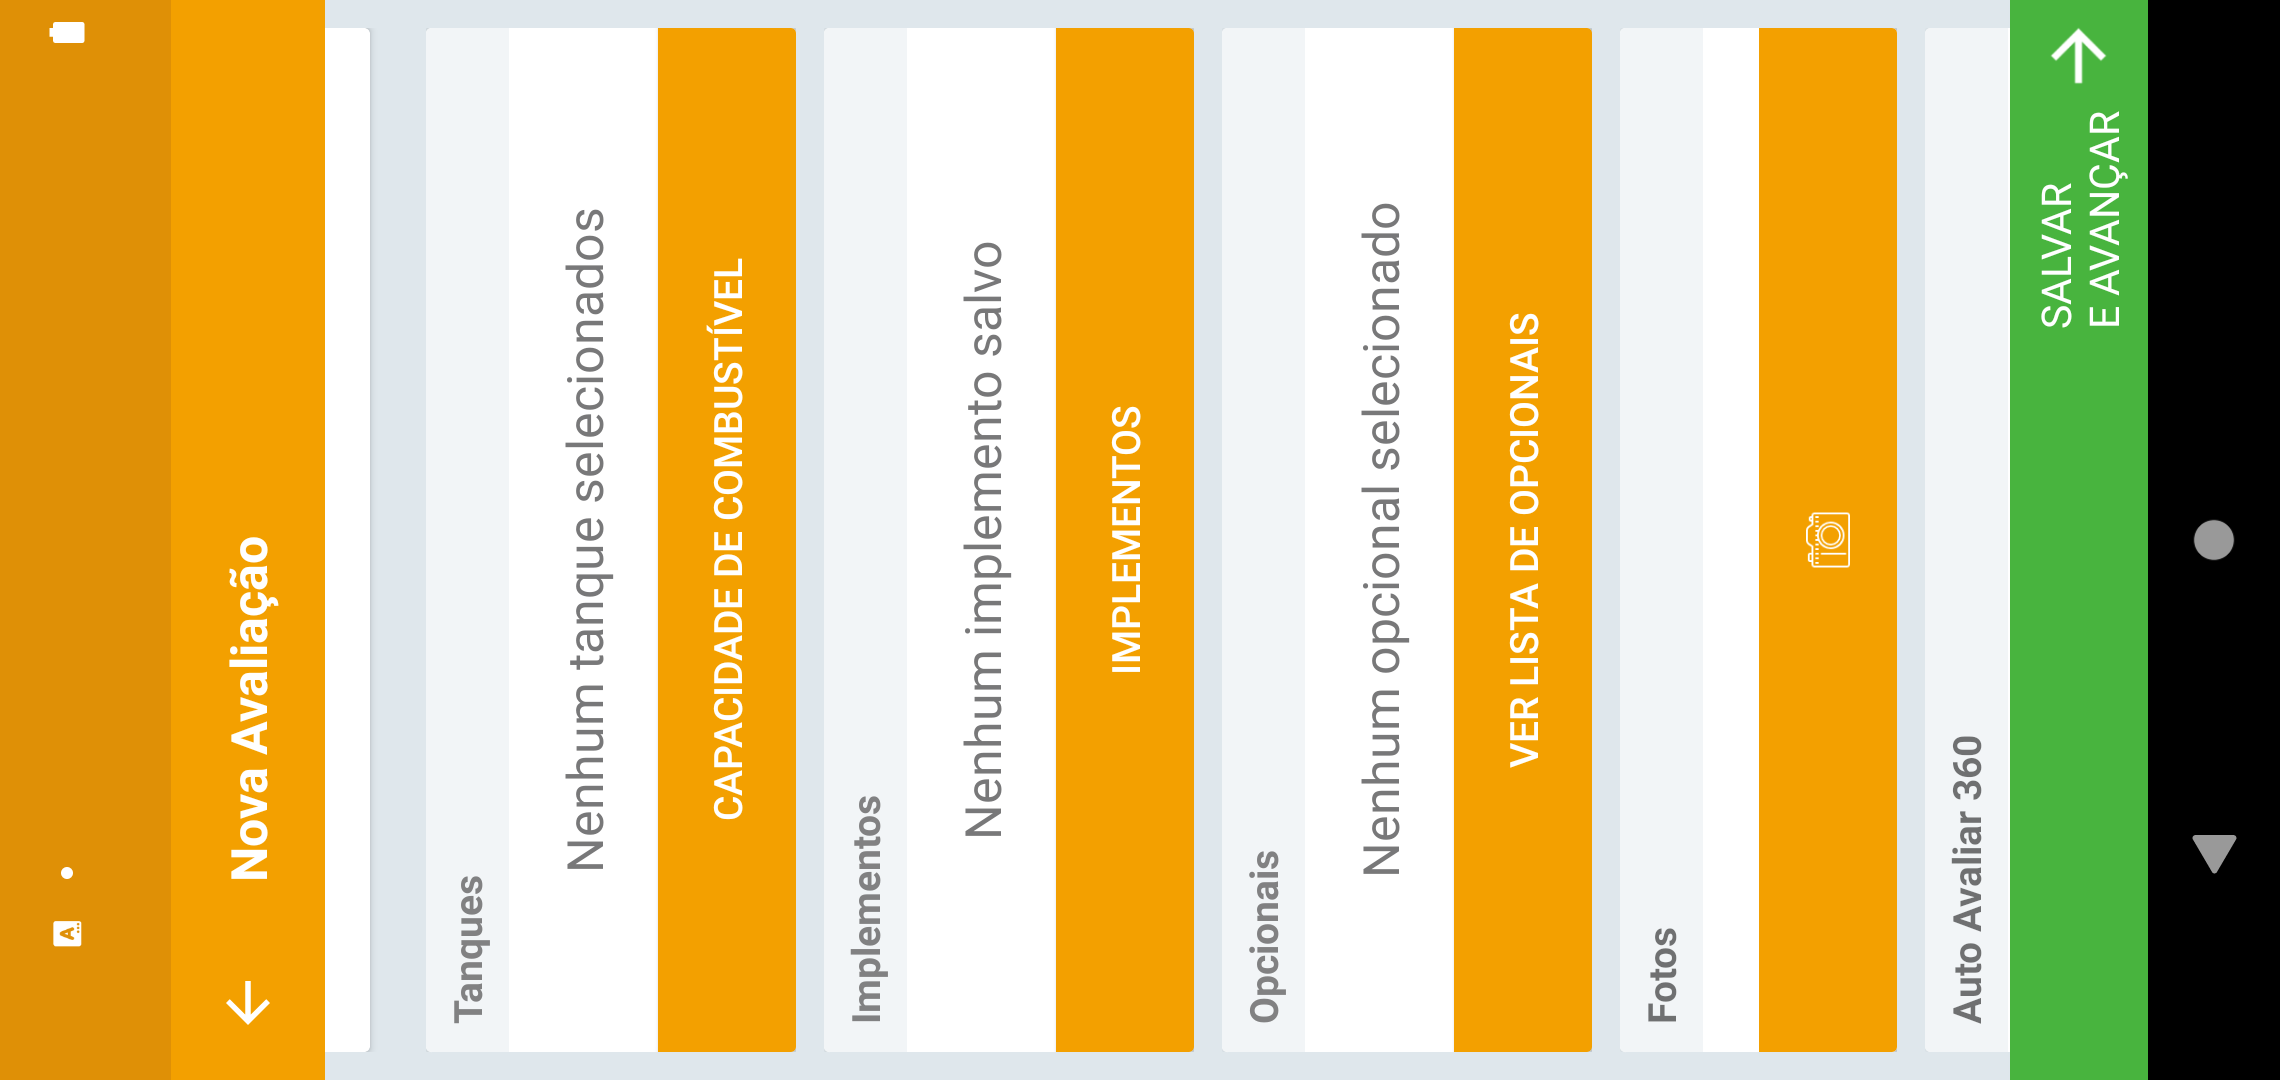 Nova Avaliação
Tanques
Nenhum tanque selecionados
CAPACIDADE DE COMBUSTÍVEL
Implementos
Nenhum implemento salvo
IMPLEMENTOS
Opcionais
Nenhum opcional selecionado
VER LISTA DE OPCIONAIS
Fotos
Auto Avaliar 360
SALVAR
E AVANÇAR